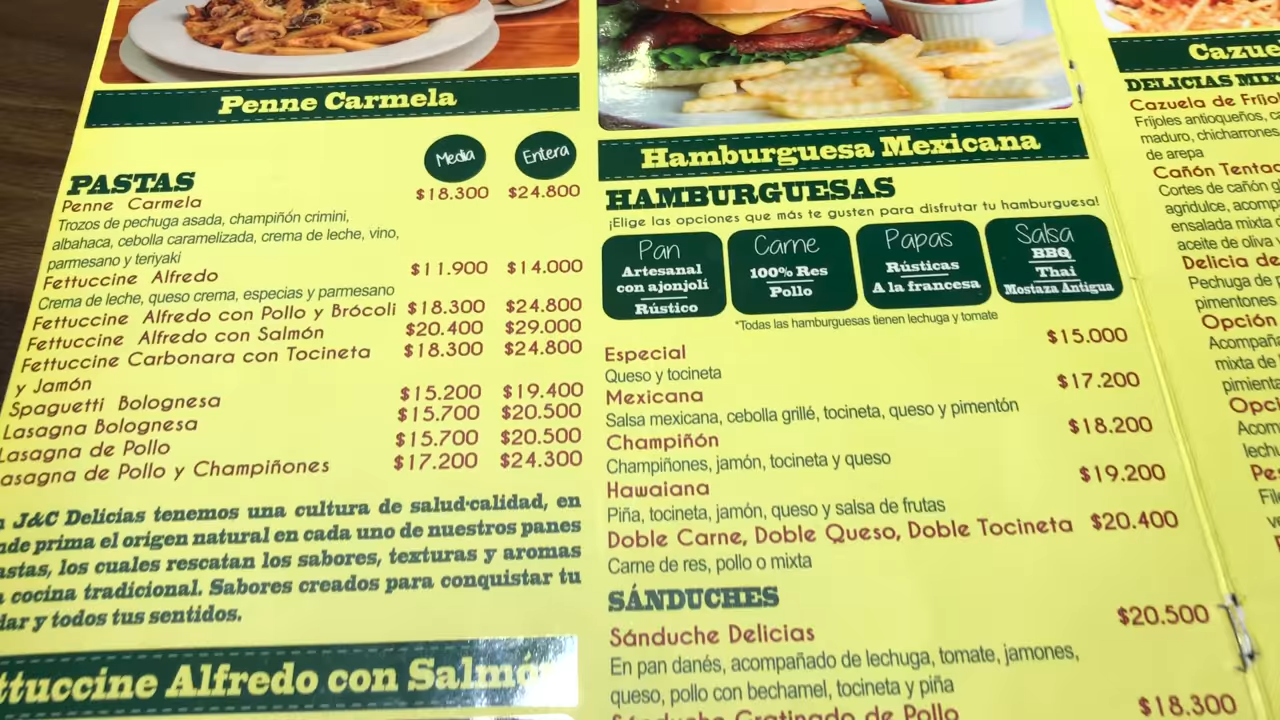 Penne Carmela
Media Entera
PASTAS
Penne Carmela $18.300 $24.800
Trozos de pechuga asada, champiñón crimini,
albahaca, cebolla caramelizada, crema de leche, vino,
parmesano y teriyaki
Fettuccine Alfredo $11.900 $14.000
Crema de leche, queso crema, especias y parmesano
Fettuccine Alfredo con Pollo y Brócoli $18.300 $24.800
Fettuccine Alfredo con Salmón $20.400 $29.000
Fettuccine Carbonara con Tocineta $18.300 $24.800
y Jamón
Spaguetti Bolognesa $15.200 $19.400
Lasagna Bolognesa $15.700 $20.500
Lasagna de Pollo $15.700 $20.500
asagna de Pollo y Champiñones $17.200 $24.300
J&C Delicias tenemos una cultura de salud·calidad, en
nde prima el origen natural en cada uno de nuestros panes
astas, los cuales rescatan los sabores, texturas y aromas
cocina tradicional. Sabores creados para conquistar tu
dar y todos tus sentidos.
ttuccine Alfredo con Salmó
Hamburguesa Mexicana
HAMBURGUESAS
¡Elige las opciones que más te gusten para disfrutar tu hamburguesa!
Pan
Artesanal
con ajonjolí
Rústico
Carne
100% Res
Pollo
Papas
Rústicas
A la francesa
Salsa
BBQ
Thai
Mostaza Antigua
*Todas las hamburguesas tienen lechuga y tomate
Especial $15.000
Queso y tocineta
Mexicana $17.200
Salsa mexicana, cebolla grillé, tocineta, queso y pimentón
Champiñón $18.200
Champiñones, jamón, tocineta y queso
Hawaiana $19.200
Piña, tocineta, jamón, queso y salsa de frutas
Doble Carne, Doble Queso, Doble Tocineta $20.400
Carne de res, pollo o mixta
SÁNDUCHES
Sánduche Delicias $20.500
En pan danés, acompañado de lechuga, tomate, jamones,
queso, pollo con bechamel, tocineta y piña
Sánduche Gratinado de Pollo $18.300
Cazue
DELICIAS MIX
Cazuela de Fríjo
Fríjoles antioqueños, ca
maduro, chicharrones
de arepa
Cañón Tentac
Cortes de cañón g
agridulce, acomp
ensalada mixta d
aceite de oliva y
Delicia de
Pechuga de p
pimentones
Opción
Acompaña
mixta de
pimienta
Opci
Acom
lechu
Pes
File